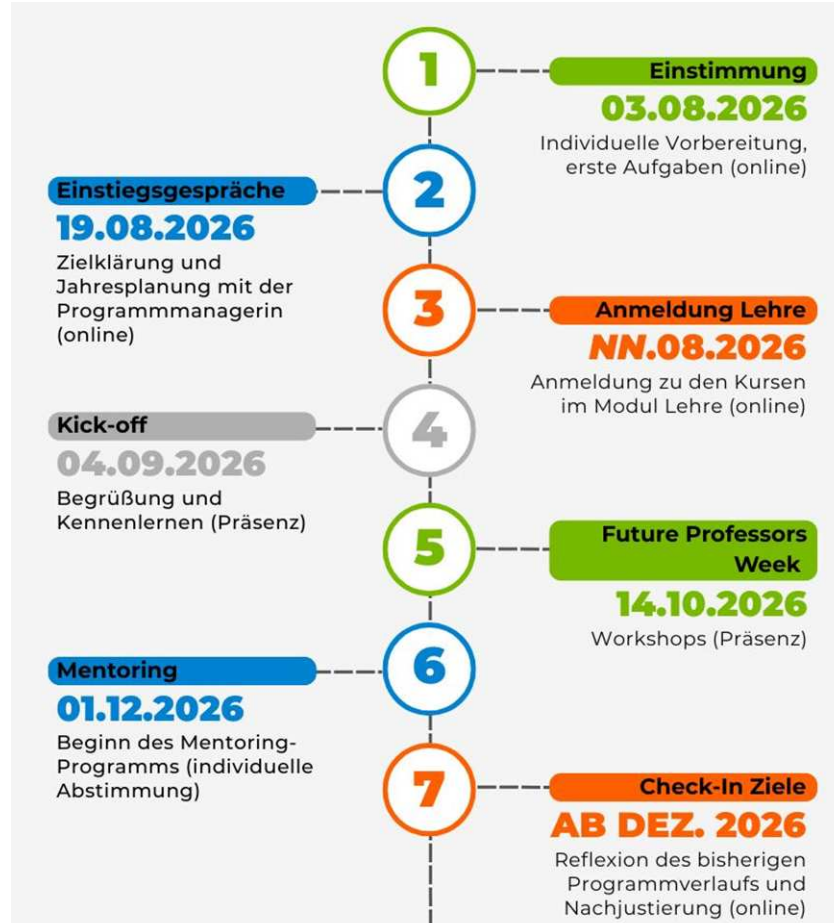 1
Einstimmung
03.08.2026
Individuelle Vorbereitung,
erste Aufgaben (online)
2
Einstiegsgespräche
19.08.2026
Zielklärung und
Jahresplanung mit der
Programmmanagerin
(online)
3
Anmeldung Lehre
NN.08.2026
Anmeldung zu den Kursen
im Modul Lehre (online)
4
Kick-off
04.09.2026
Begrüßung und
Kennenlernen (Präsenz)
5
Future Professors
Week
14.10.2026
Workshops (Präsenz)
6
Mentoring
01.12.2026
Beginn des Mentoring-
Programms (individuelle
Abstimmung)
7
Check-In Ziele
AB DEZ. 2026
Reflexion des bisherigen
Programmverlaufs und
Nachjustierung (online)